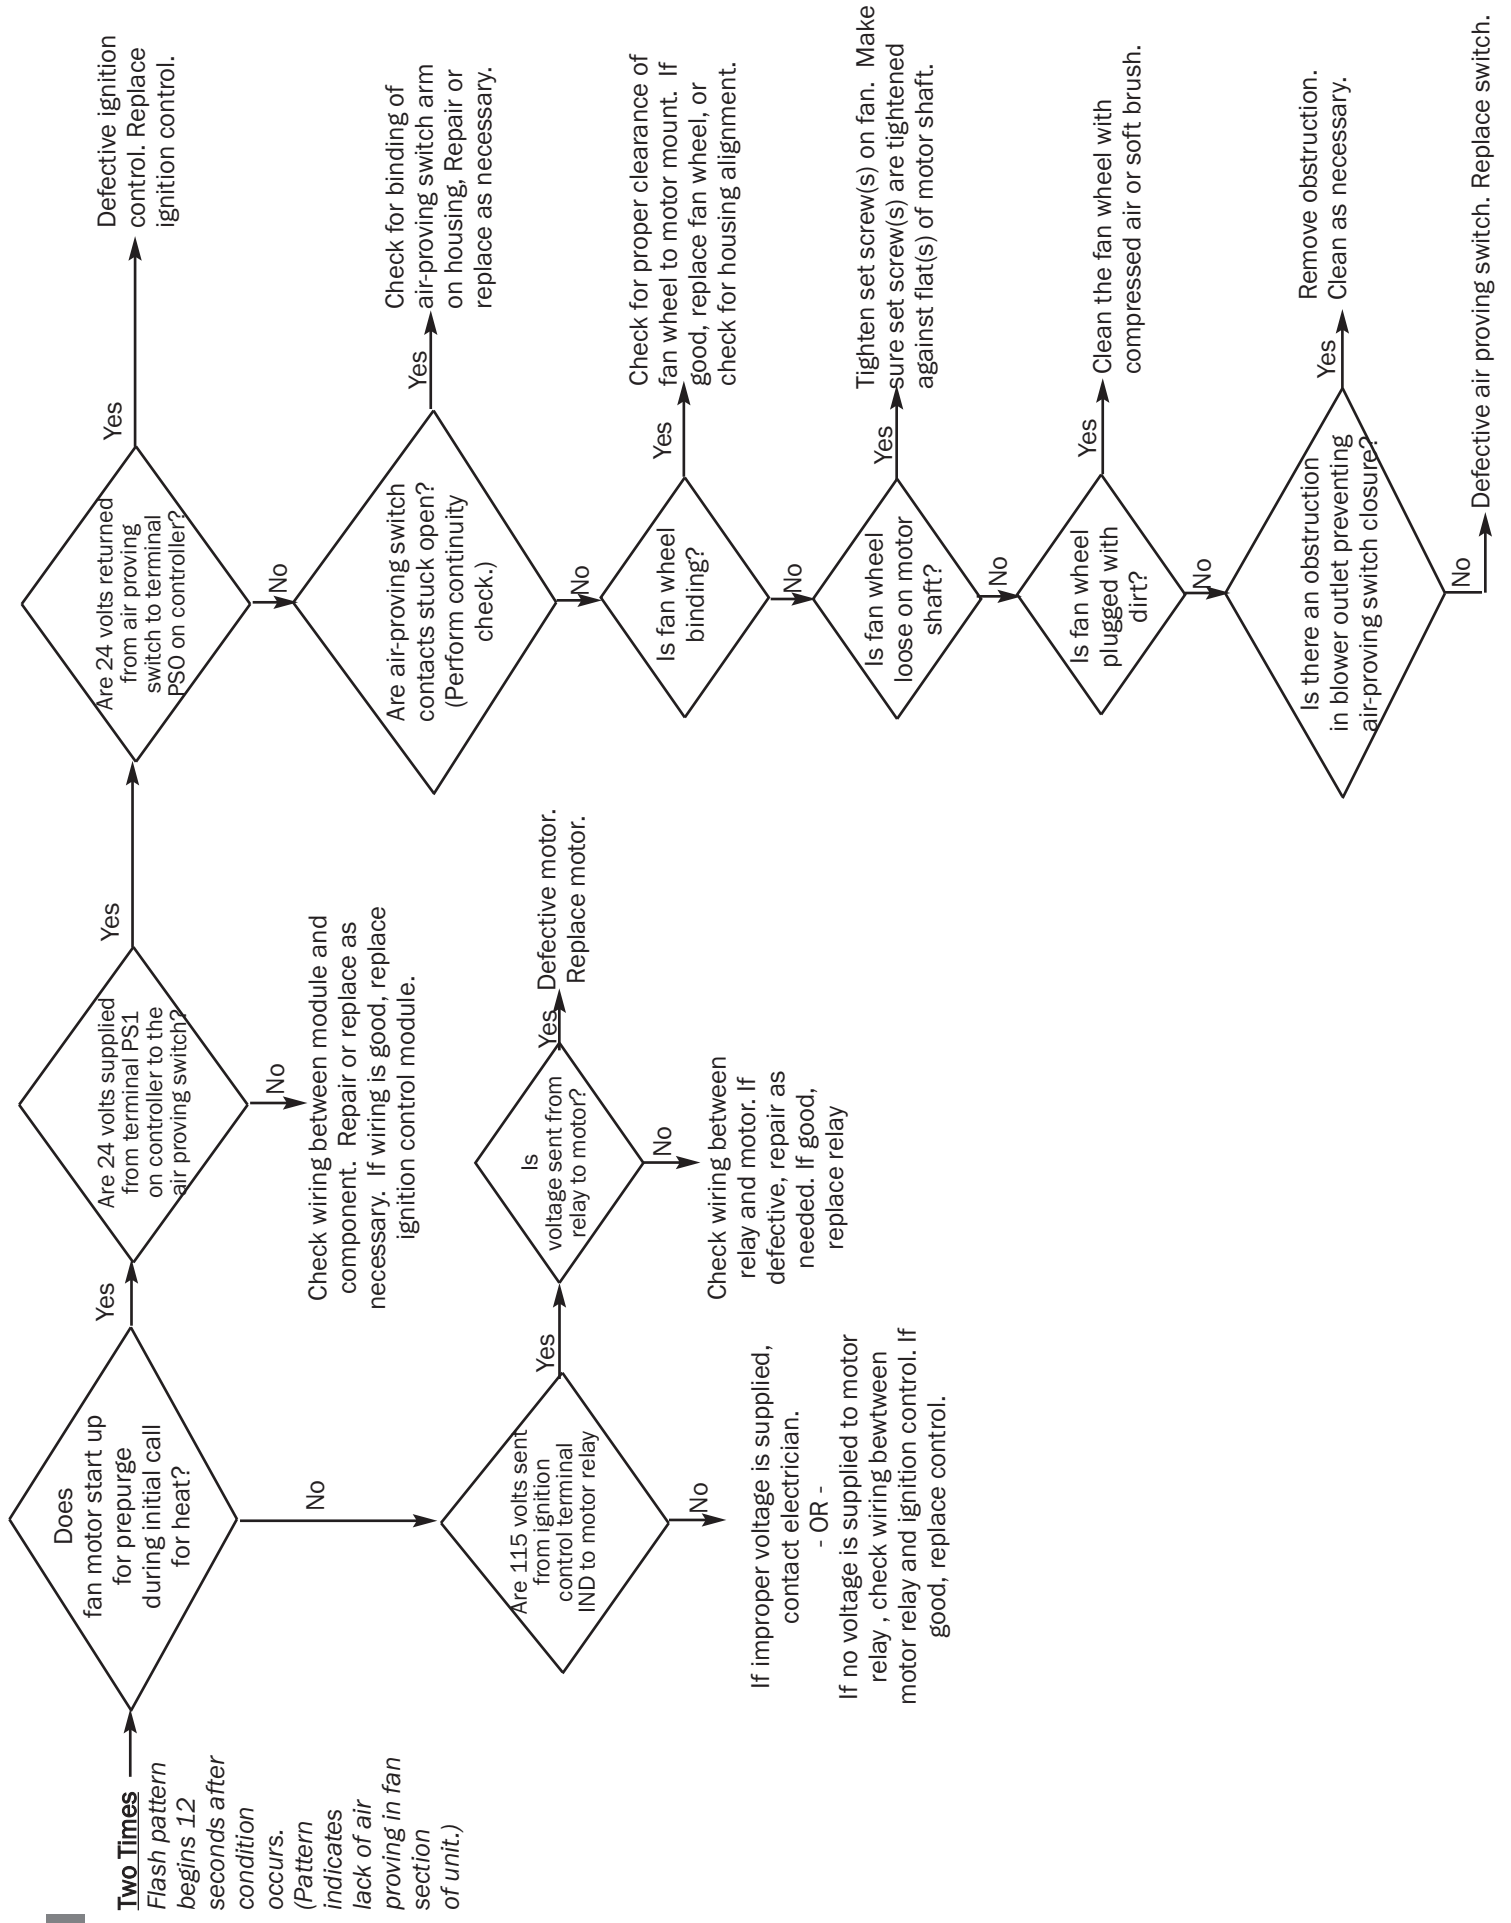 Two Times
Flash pattern
begins 12
seconds after
condition
occurs.
(Pattern
indicates
lack of air
proving in fan
section
of unit.)
Does
fan motor start up
for prepurge
during initial call
for heat?
Yes
No
Are 24 volts supplied
from terminal PS1
on controller to the
air proving switch?
Yes
No
Check wiring between module and
component.  Repair or replace as
necessary.  If wiring is good, replace
ignition control module.
Are 24 volts returned
from air proving
switch to terminal
PSO on controller?
Yes
Defective ignition
control. Replace
ignition control.
No
Are air-proving switch
contacts stuck open?
(Perform continuity
check.)
Yes
Check for binding of
air-proving switch arm
on housing, Repair or
replace as necessary.
No
Is fan wheel
binding?
Yes
Check for proper clearance of
fan wheel to motor mount.  If
good, replace fan wheel, or
check for housing alignment.
No
Is fan wheel
loose on motor
shaft?
Yes
Tighten set screw(s) on fan.  Make
sure set screw(s) are tightened
against flat(s) of motor shaft.
No
Is fan wheel
plugged with
dirt?
Yes
Clean the fan wheel with
compressed air or soft brush.
No
Is there an obstruction
in blower outlet preventing
air-proving switch closure?
Yes
Remove obstruction.
Clean as necessary.
No
Defective air proving switch. Replace switch.
Are 115 volts sent
from ignition
control terminal
IND to motor relay
Yes
No
If improper voltage is supplied,
contact electrician.
- OR -
If no voltage is supplied to motor
relay , check wiring bewtween
motor relay and ignition control. If
good, replace control.
Is
voltage sent from
relay to motor?
Yes
Defective motor.
Replace motor.
No
Check wiring between
relay and motor. If
defective, repair as
needed. If good,
replace relay